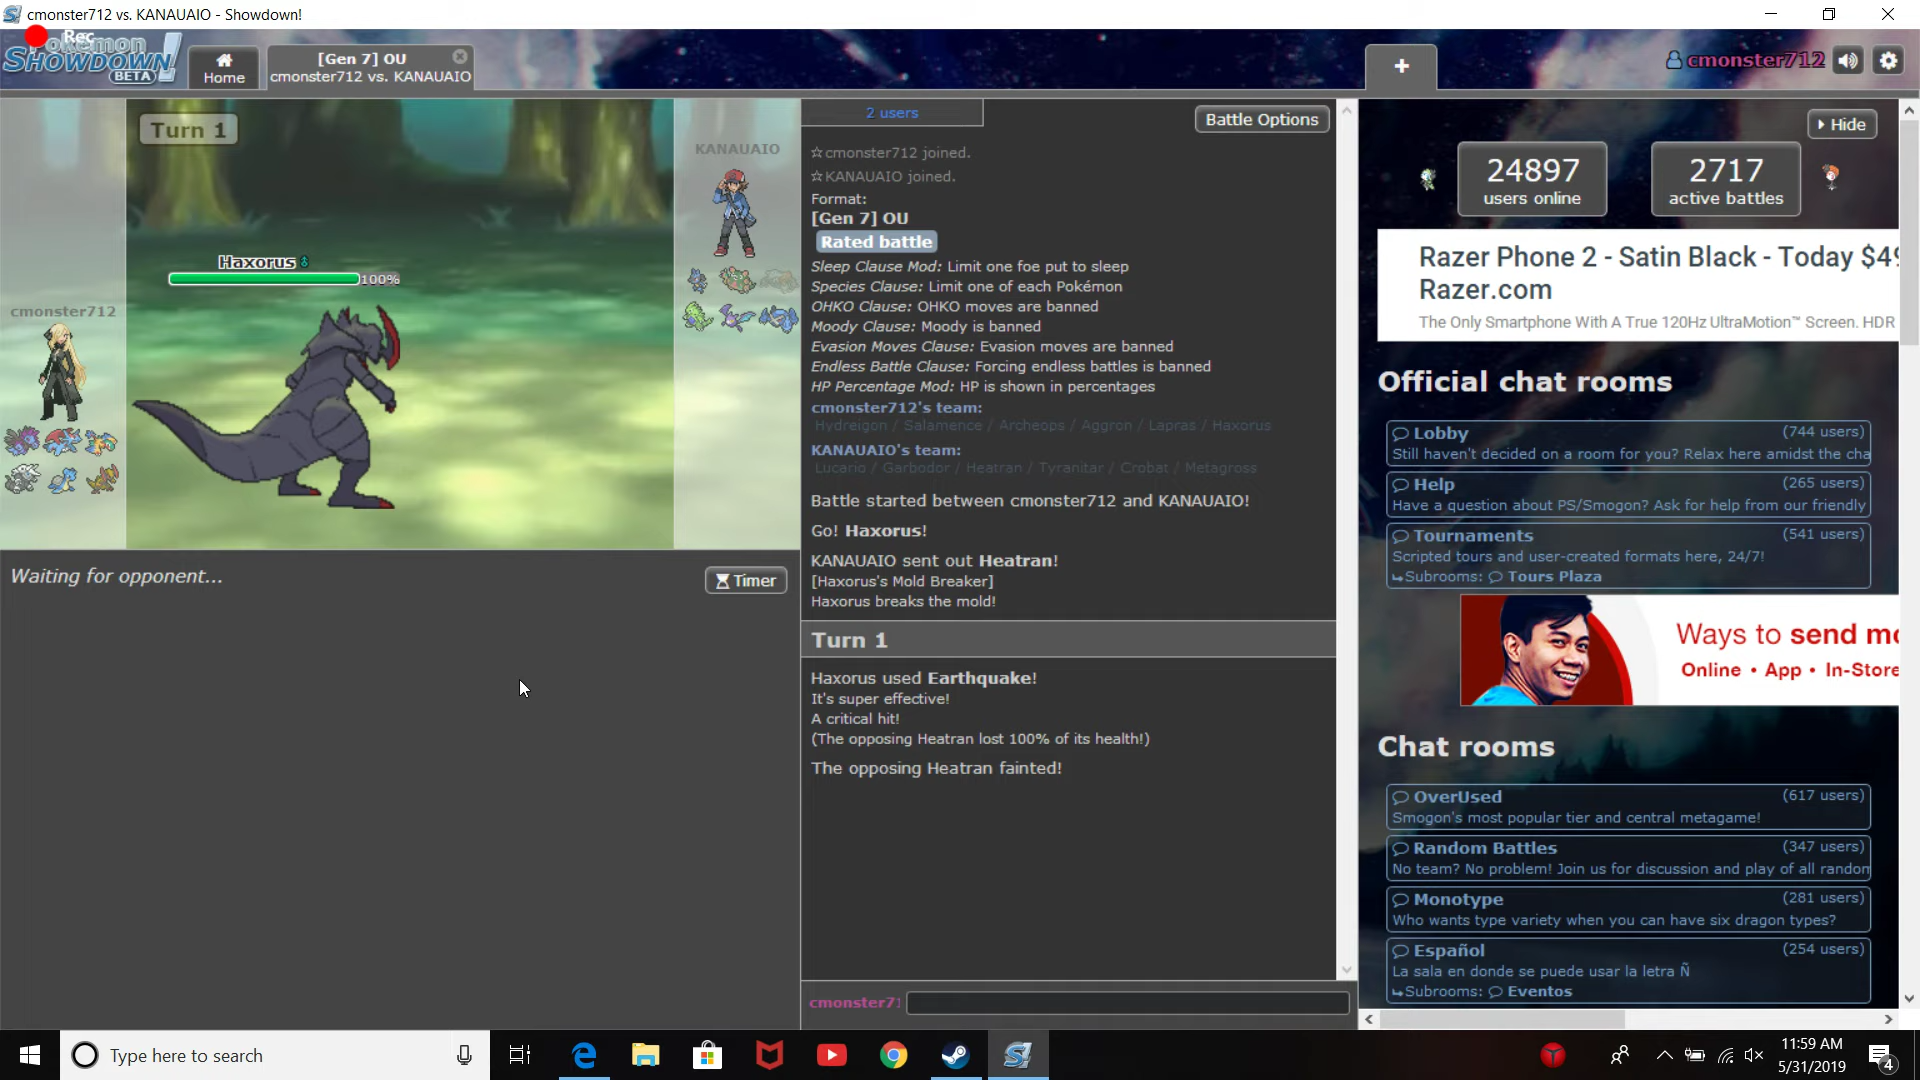 cmonster712 vs. KANAUAIO - Showdown!
Rec
Pokémon
SHOWDOWN!
BETA
Home
[Gen 7] OU
cmonster712 vs. KANAUAIO
+
cmonster712
Turn 1
KANAUAIO
Haxorus
100%
cmonster712
Waiting for opponent...
Timer
2 users
Battle Options
☆cmonster712 joined.
☆KANAUAIO joined.
Format:
[Gen 7] OU
Rated battle
Sleep Clause Mod: Limit one foe put to sleep
Species Clause: Limit one of each Pokémon
OHKO Clause: OHKO moves are banned
Moody Clause: Moody is banned
Evasion Moves Clause: Evasion moves are banned
Endless Battle Clause: Forcing endless battles is banned
HP Percentage Mod: HP is shown in percentages
cmonster712's team:
Hydreigon / Salamence / Archeops / Aggron / Lapras / Haxorus
KANAUAIO's team:
Lucario / Garbodor / Heatran / Tyranitar / Crobat / Metagross
Battle started between cmonster712 and KANAUAIO!
Go! Haxorus!
KANAUAIO sent out Heatran!
[Haxorus's Mold Breaker]
Haxorus breaks the mold!
Turn 1
Haxorus used Earthquake!
It's super effective!
A critical hit!
(The opposing Heatran lost 100% of its health!)
The opposing Heatran fainted!
cmonster71
Hide
24897
users online
2717
active battles
Razer Phone 2 - Satin Black - Today $49
Razer.com
The Only Smartphone With A True 120Hz UltraMotion™ Screen. HDR
Official chat rooms
Lobby (744 users)
Still haven't decided on a room for you? Relax here amidst the cha
Help (265 users)
Have a question about PS/Smogon? Ask for help from our friendly
Tournaments (541 users)
Scripted tours and user-created formats here, 24/7!
↳Subrooms: Tours Plaza
Ways to send mo
Online • App • In-Store
Chat rooms
OverUsed (617 users)
Smogon's most popular tier and central metagame!
Random Battles (347 users)
No team? No problem! Join us for discussion and play of all random
Monotype (281 users)
Who wants type variety when you can have six dragon types?
Español (254 users)
La sala en donde se puede usar la letra Ñ
↳Subrooms: Eventos
Type here to search
11:59 AM
5/31/2019
4